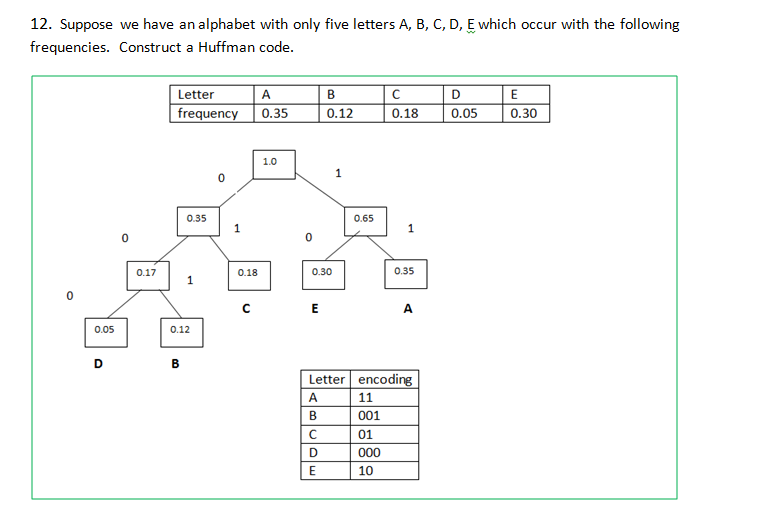 12. Suppose we have an alphabet with only five letters A, B, C, D, E which occur with the following
frequencies. Construct a Huffman code.
Letter A B C D E
frequency 0.35 0.12 0.18 0.05 0.30
1.0
0 1
0.35 0.65
0 1 0 1
0.17 0.18 0.30 0.35
0 1
C E A
0.05 0.12
D B
Letter encoding
A 11
B 001
C 01
D 000
E 10